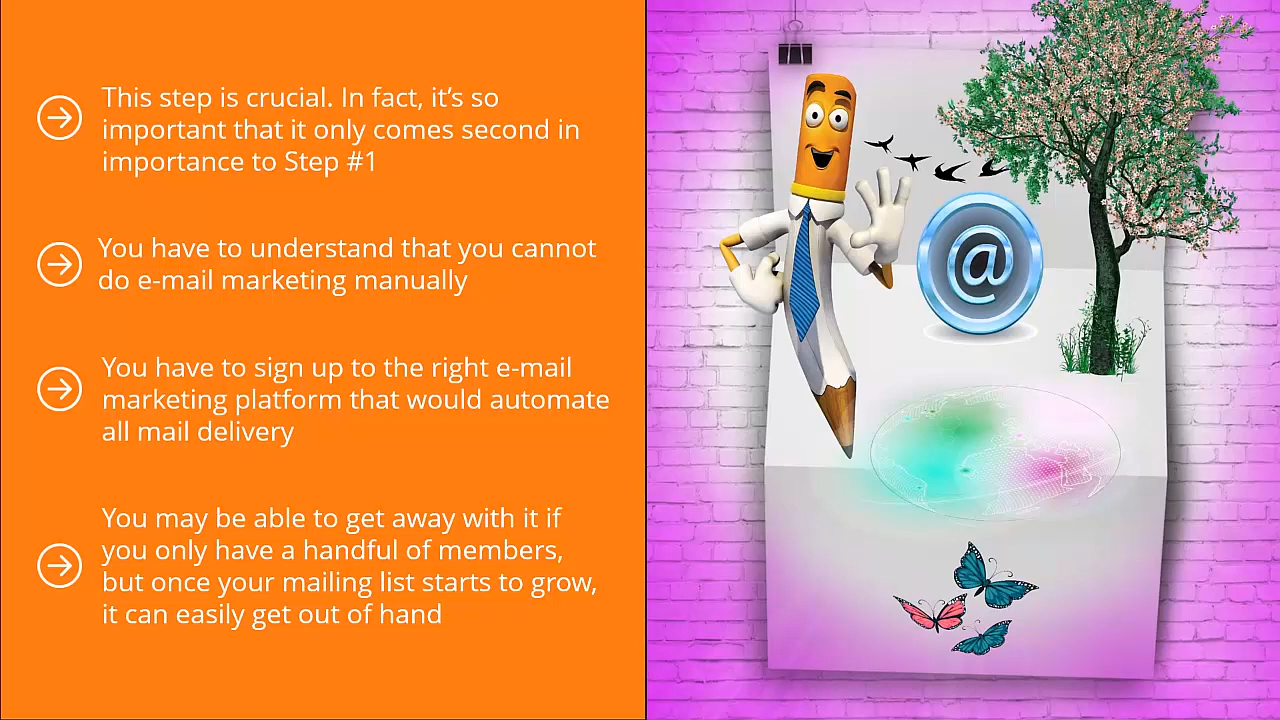 This step is crucial. In fact, it’s so
important that it only comes second in
importance to Step #1
You have to understand that you cannot
do e-mail marketing manually
You have to sign up to the right e-mail
marketing platform that would automate
all mail delivery
You may be able to get away with it if
you only have a handful of members,
but once your mailing list starts to grow,
it can easily get out of hand
@